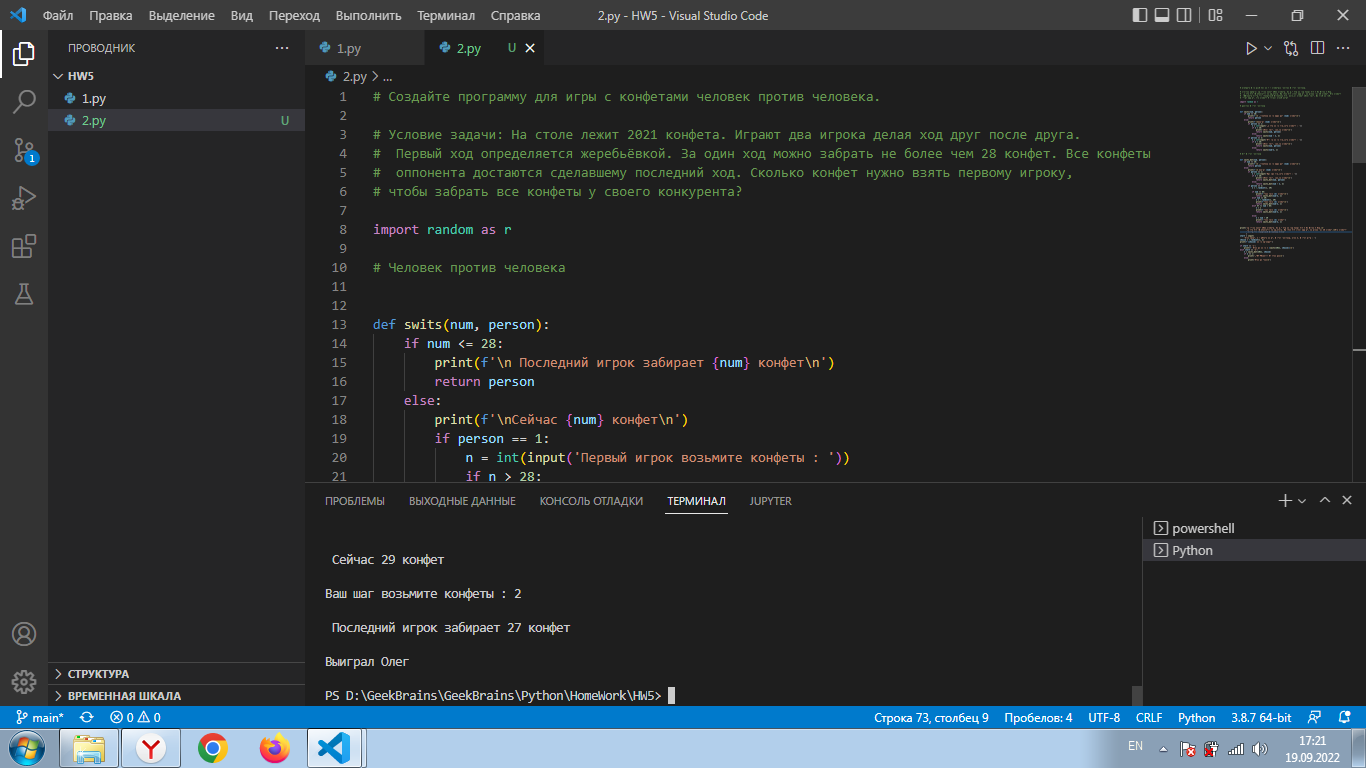 Файл Правка Выделение Вид Переход Выполнить Терминал Справка 2.py - HW5 - Visual Studio Code
ПРОВОДНИК
HW5
1.py
2.py U
1
1.py 2.py U
2.py > ...
1 # Создайте программу для игры с конфетами человек против человека.
2
3 # Условие задачи: На столе лежит 2021 конфета. Играют два игрока делая ход друг после друга.
4 #  Первый ход определяется жеребьёвкой. За один ход можно забрать не более чем 28 конфет. Все конфеты
5 #  оппонента достаются сделавшему последний ход. Сколько конфет нужно взять первому игроку,
6 # чтобы забрать все конфеты у своего конкурента?
7
8 import random as r
9
10 # Человек против человека
11
12
13 def swits(num, person):
14     if num <= 28:
15         print(f'\n Последний игрок забирает {num} конфет\n')
16         return person
17     else:
18         print(f'\nСейчас {num} конфет\n')
19         if person == 1:
20             n = int(input('Первый игрок возьмите конфеты : '))
21             if n > 28:
ПРОБЛЕМЫ ВЫХОДНЫЕ ДАННЫЕ КОНСОЛЬ ОТЛАДКИ ТЕРМИНАЛ JUPYTER
Сейчас 29 конфет
Ваш шаг возьмите конфеты : 2
Последний игрок забирает 27 конфет
Выиграл Олег
PS D:\GeekBrains\GeekBrains\Python\HomeWork\HW5>
powershell
Python
СТРУКТУРА
ВРЕМЕННАЯ ШКАЛА
main* 0 0 Строка 73, столбец 9 Пробелов: 4 UTF-8 CRLF Python 3.8.7 64-bit
EN 17:21
19.09.2022